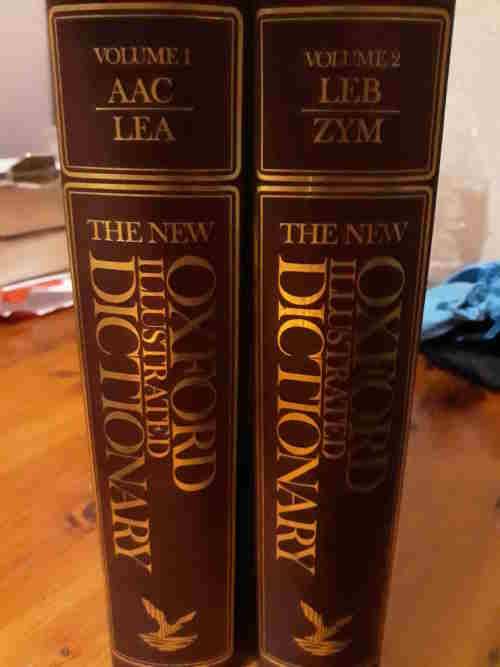 VOLUME 1
AAC
LEA
THE NEW
OXFORD
ILLUSTRATED
DICTIONARY
VOLUME 2
LEB
ZYM
THE NEW
OXFORD
ILLUSTRATED
DICTIONARY